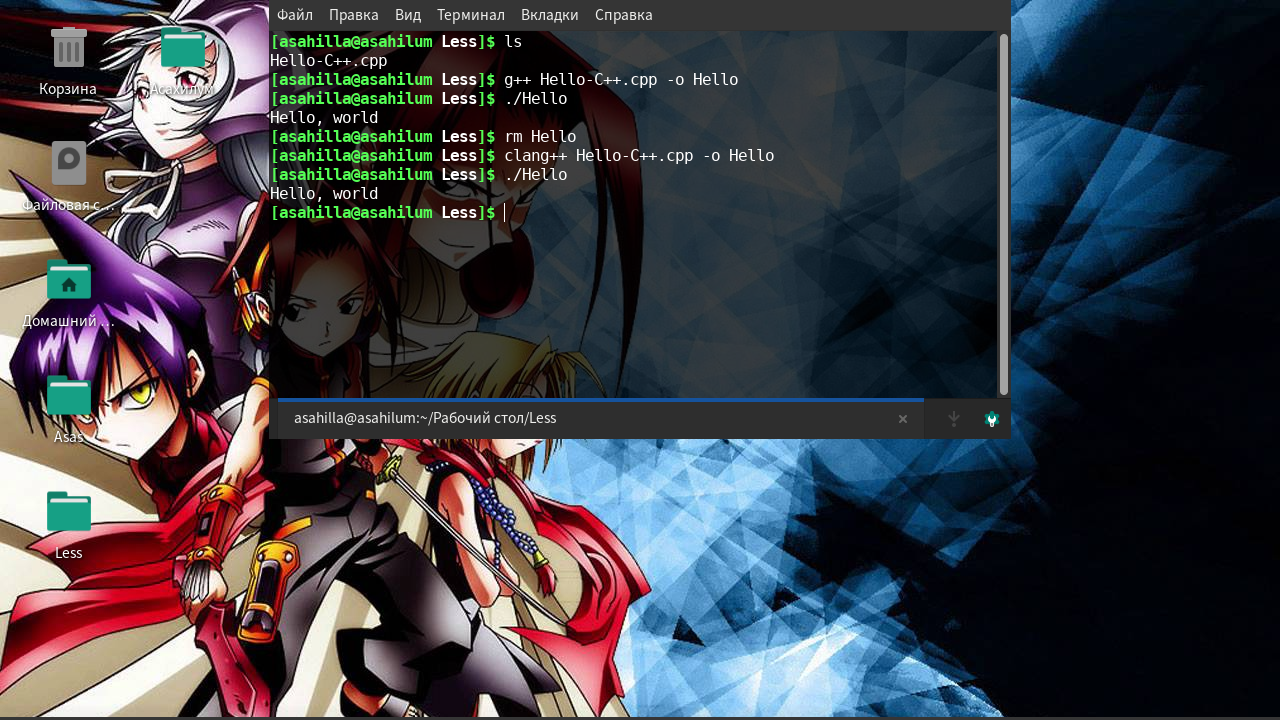 Файл Правка Вид Терминал Вкладки Справка
[asahilla@asahilum Less]$ ls
Hello-C++.cpp
[asahilla@asahilum Less]$ g++ Hello-C++.cpp -o Hello
[asahilla@asahilum Less]$ ./Hello
Hello, world
[asahilla@asahilum Less]$ rm Hello
[asahilla@asahilum Less]$ clang++ Hello-C++.cpp -o Hello
[asahilla@asahilum Less]$ ./Hello
Hello, world
[asahilla@asahilum Less]$
asahilla@asahilum:~/Рабочий стол/Less
Корзина
Асахилум
Файловая с...
Домашний ...
Asas
Less